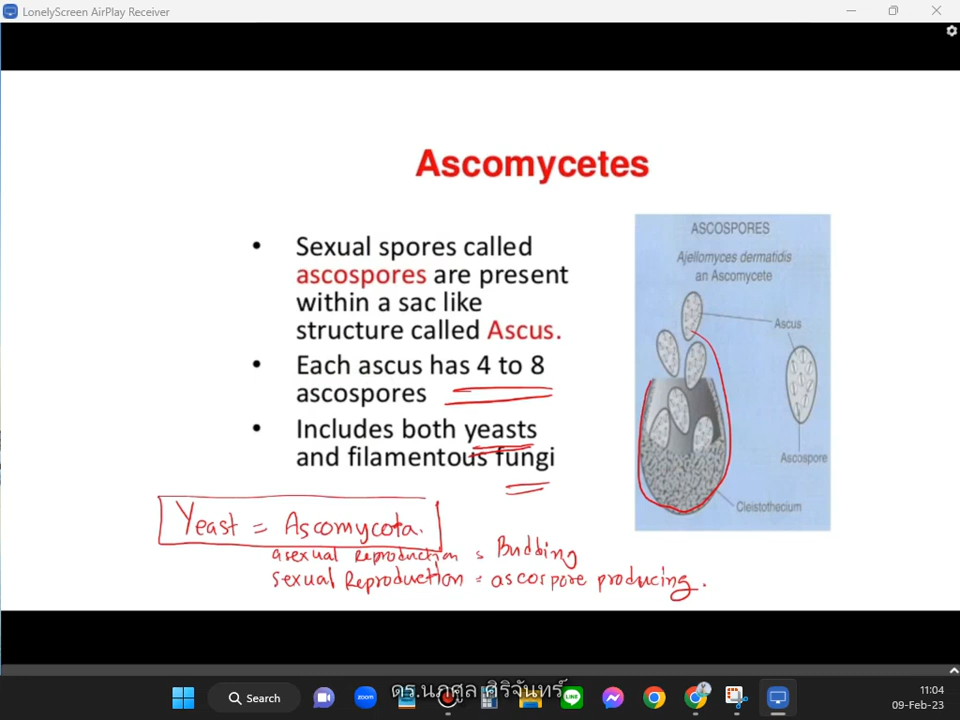 LonelyScreen AirPlay Receiver
Ascomycetes
• Sexual spores called
ascospores are present
within a sac like
structure called Ascus.
• Each ascus has 4 to 8
ascospores
• Includes both yeasts
and filamentous fungi
ASCOSPORES
Ajellomyces dermatidis
an Ascomycete
Ascus
Ascospore
Cleistothecium
Yeast = Ascomycota.
asexual Reproduction = Budding
sexual Reproduction = ascorpore producing.
Search
zoom
ดร.นภศูล ศิริจันทร์
LINE
11:04
09-Feb-23